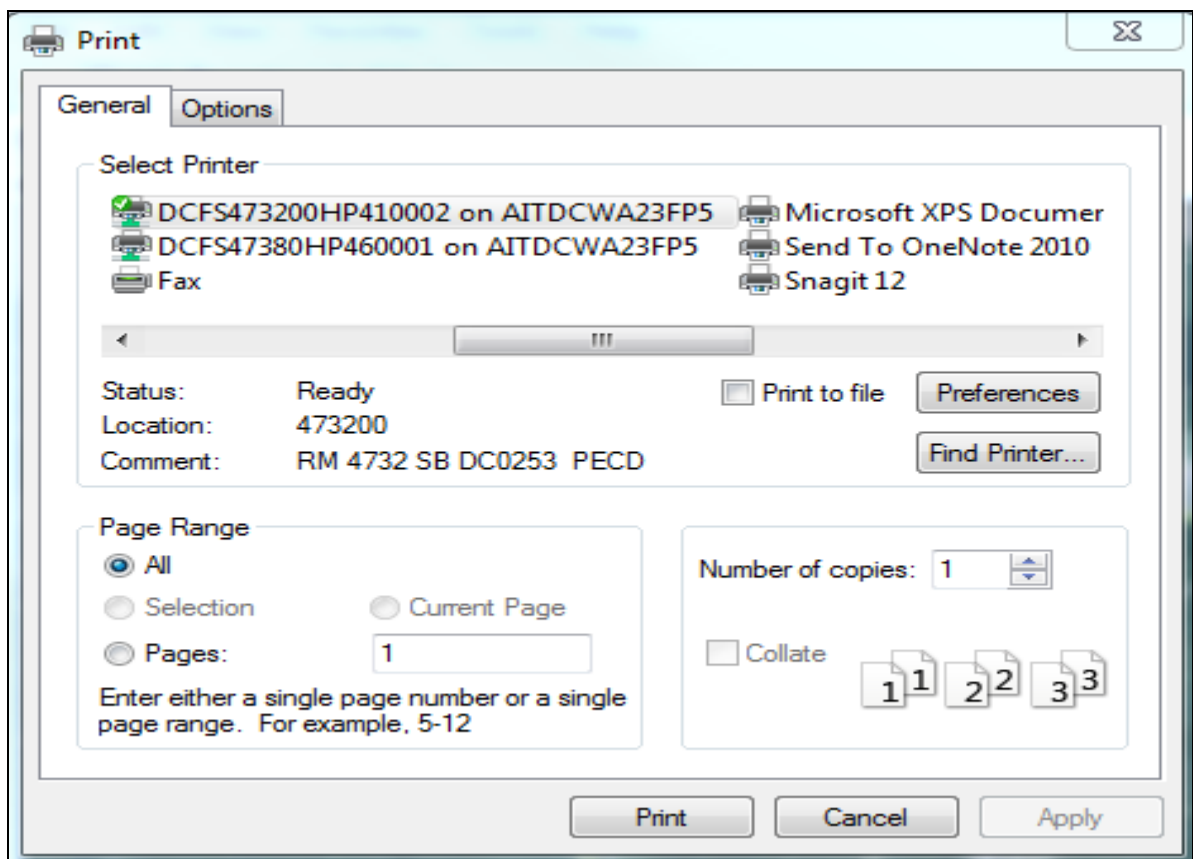 Print
General Options
Select Printer
DCFS473200HP410002 on AITDCWA23FP5 Microsoft XPS Documer
DCFS47380HP460001 on AITDCWA23FP5 Send To OneNote 2010
Fax Snagit 12
Status: Ready Print to file Preferences
Location: 473200
Comment: RM 4732 SB DC0253 PECD Find Printer...
Page Range
All Number of copies: 1
Selection Current Page
Pages: 1 Collate 1 1 2 2 3 3
Enter either a single page number or a single
page range. For example, 5-12
Print Cancel Apply